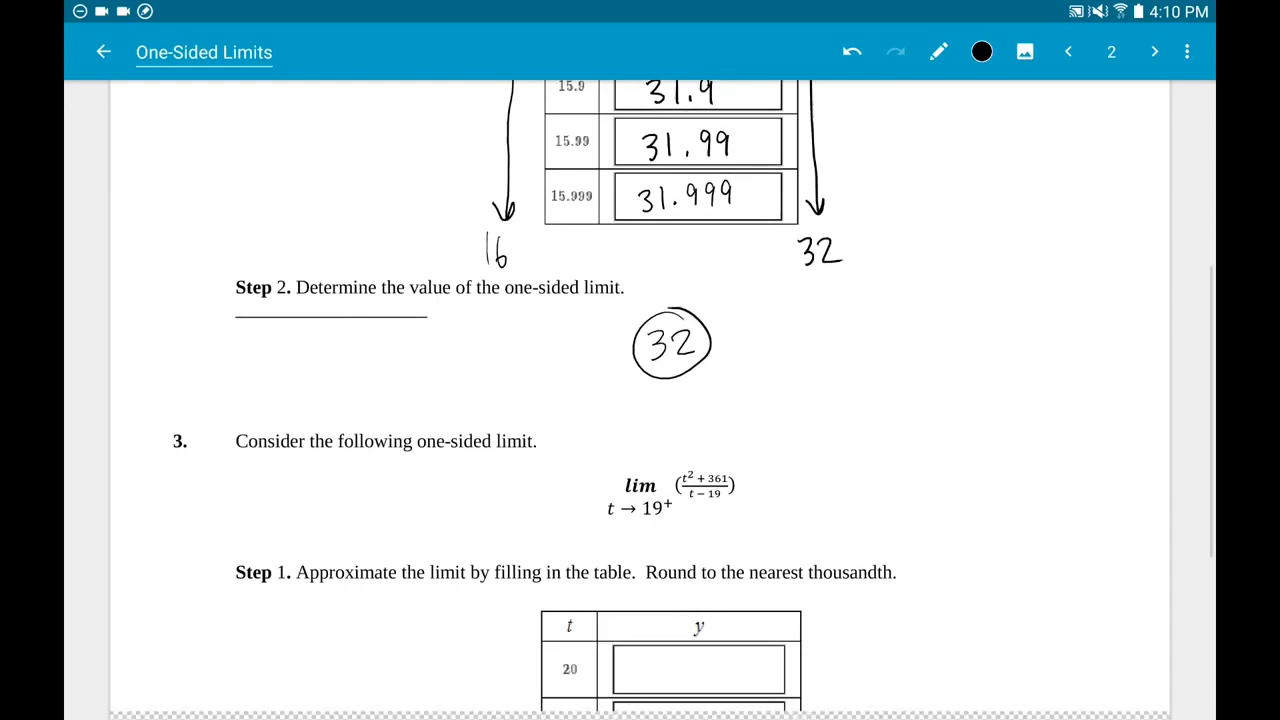 4:10 PM
One-Sided Limits
2
15.9 31.9
15.99 31.99
15.999 31.999
16 32
Step 2. Determine the value of the one-sided limit.
32
3. Consider the following one-sided limit.
lim (t² + 361 / t − 19)
t → 19⁺
Step 1. Approximate the limit by filling in the table. Round to the nearest thousandth.
t y
20